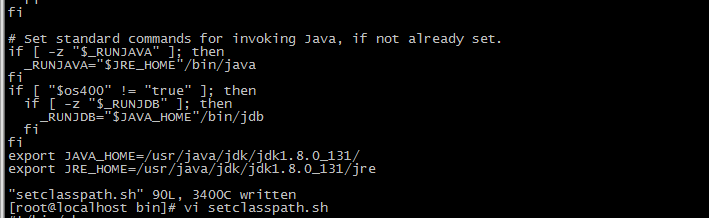 fi
# Set standard commands for invoking Java, if not already set.
if [ -z "$_RUNJAVA" ]; then
  _RUNJAVA="$JRE_HOME"/bin/java
fi
if [ "$os400" != "true" ]; then
  if [ -z "$_RUNJDB" ]; then
    _RUNJDB="$JAVA_HOME"/bin/jdb
  fi
fi
export JAVA_HOME=/usr/java/jdk/jdk1.8.0_131/
export JRE_HOME=/usr/java/jdk/jdk1.8.0_131/jre
"setclasspath.sh" 90L, 3400C written
[root@localhost bin]# vi setclasspath.sh